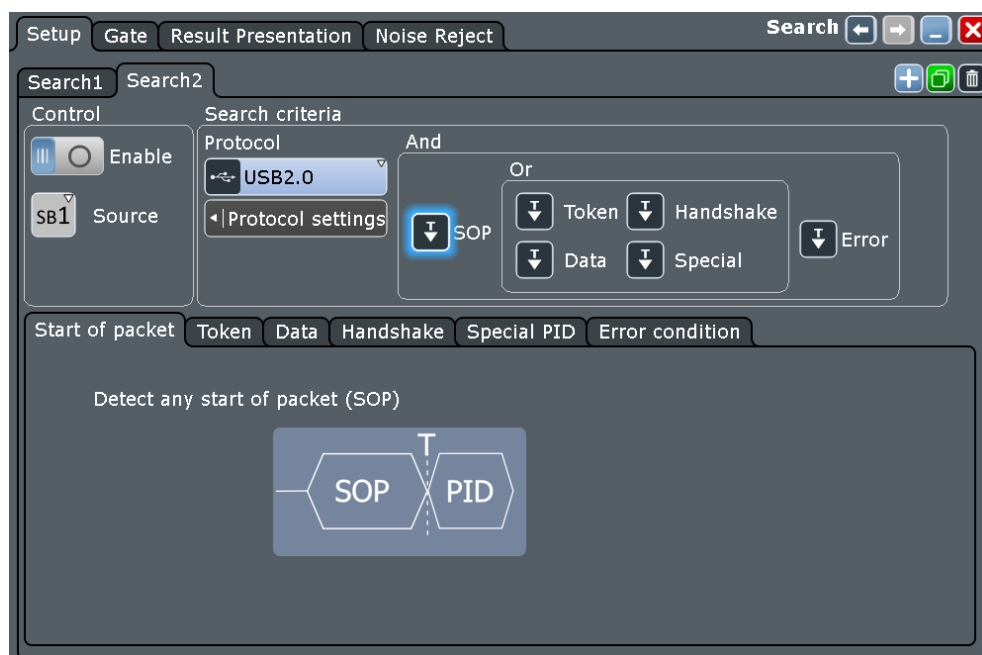 Setup Gate Result Presentation Noise Reject Search
Search1 Search2
Control Search criteria
Protocol And
Enable USB2.0 Or
SB1 Source Protocol settings SOP Token Handshake
Data Special Error
Start of packet Token Data Handshake Special PID Error condition
Detect any start of packet (SOP)
T
SOP PID